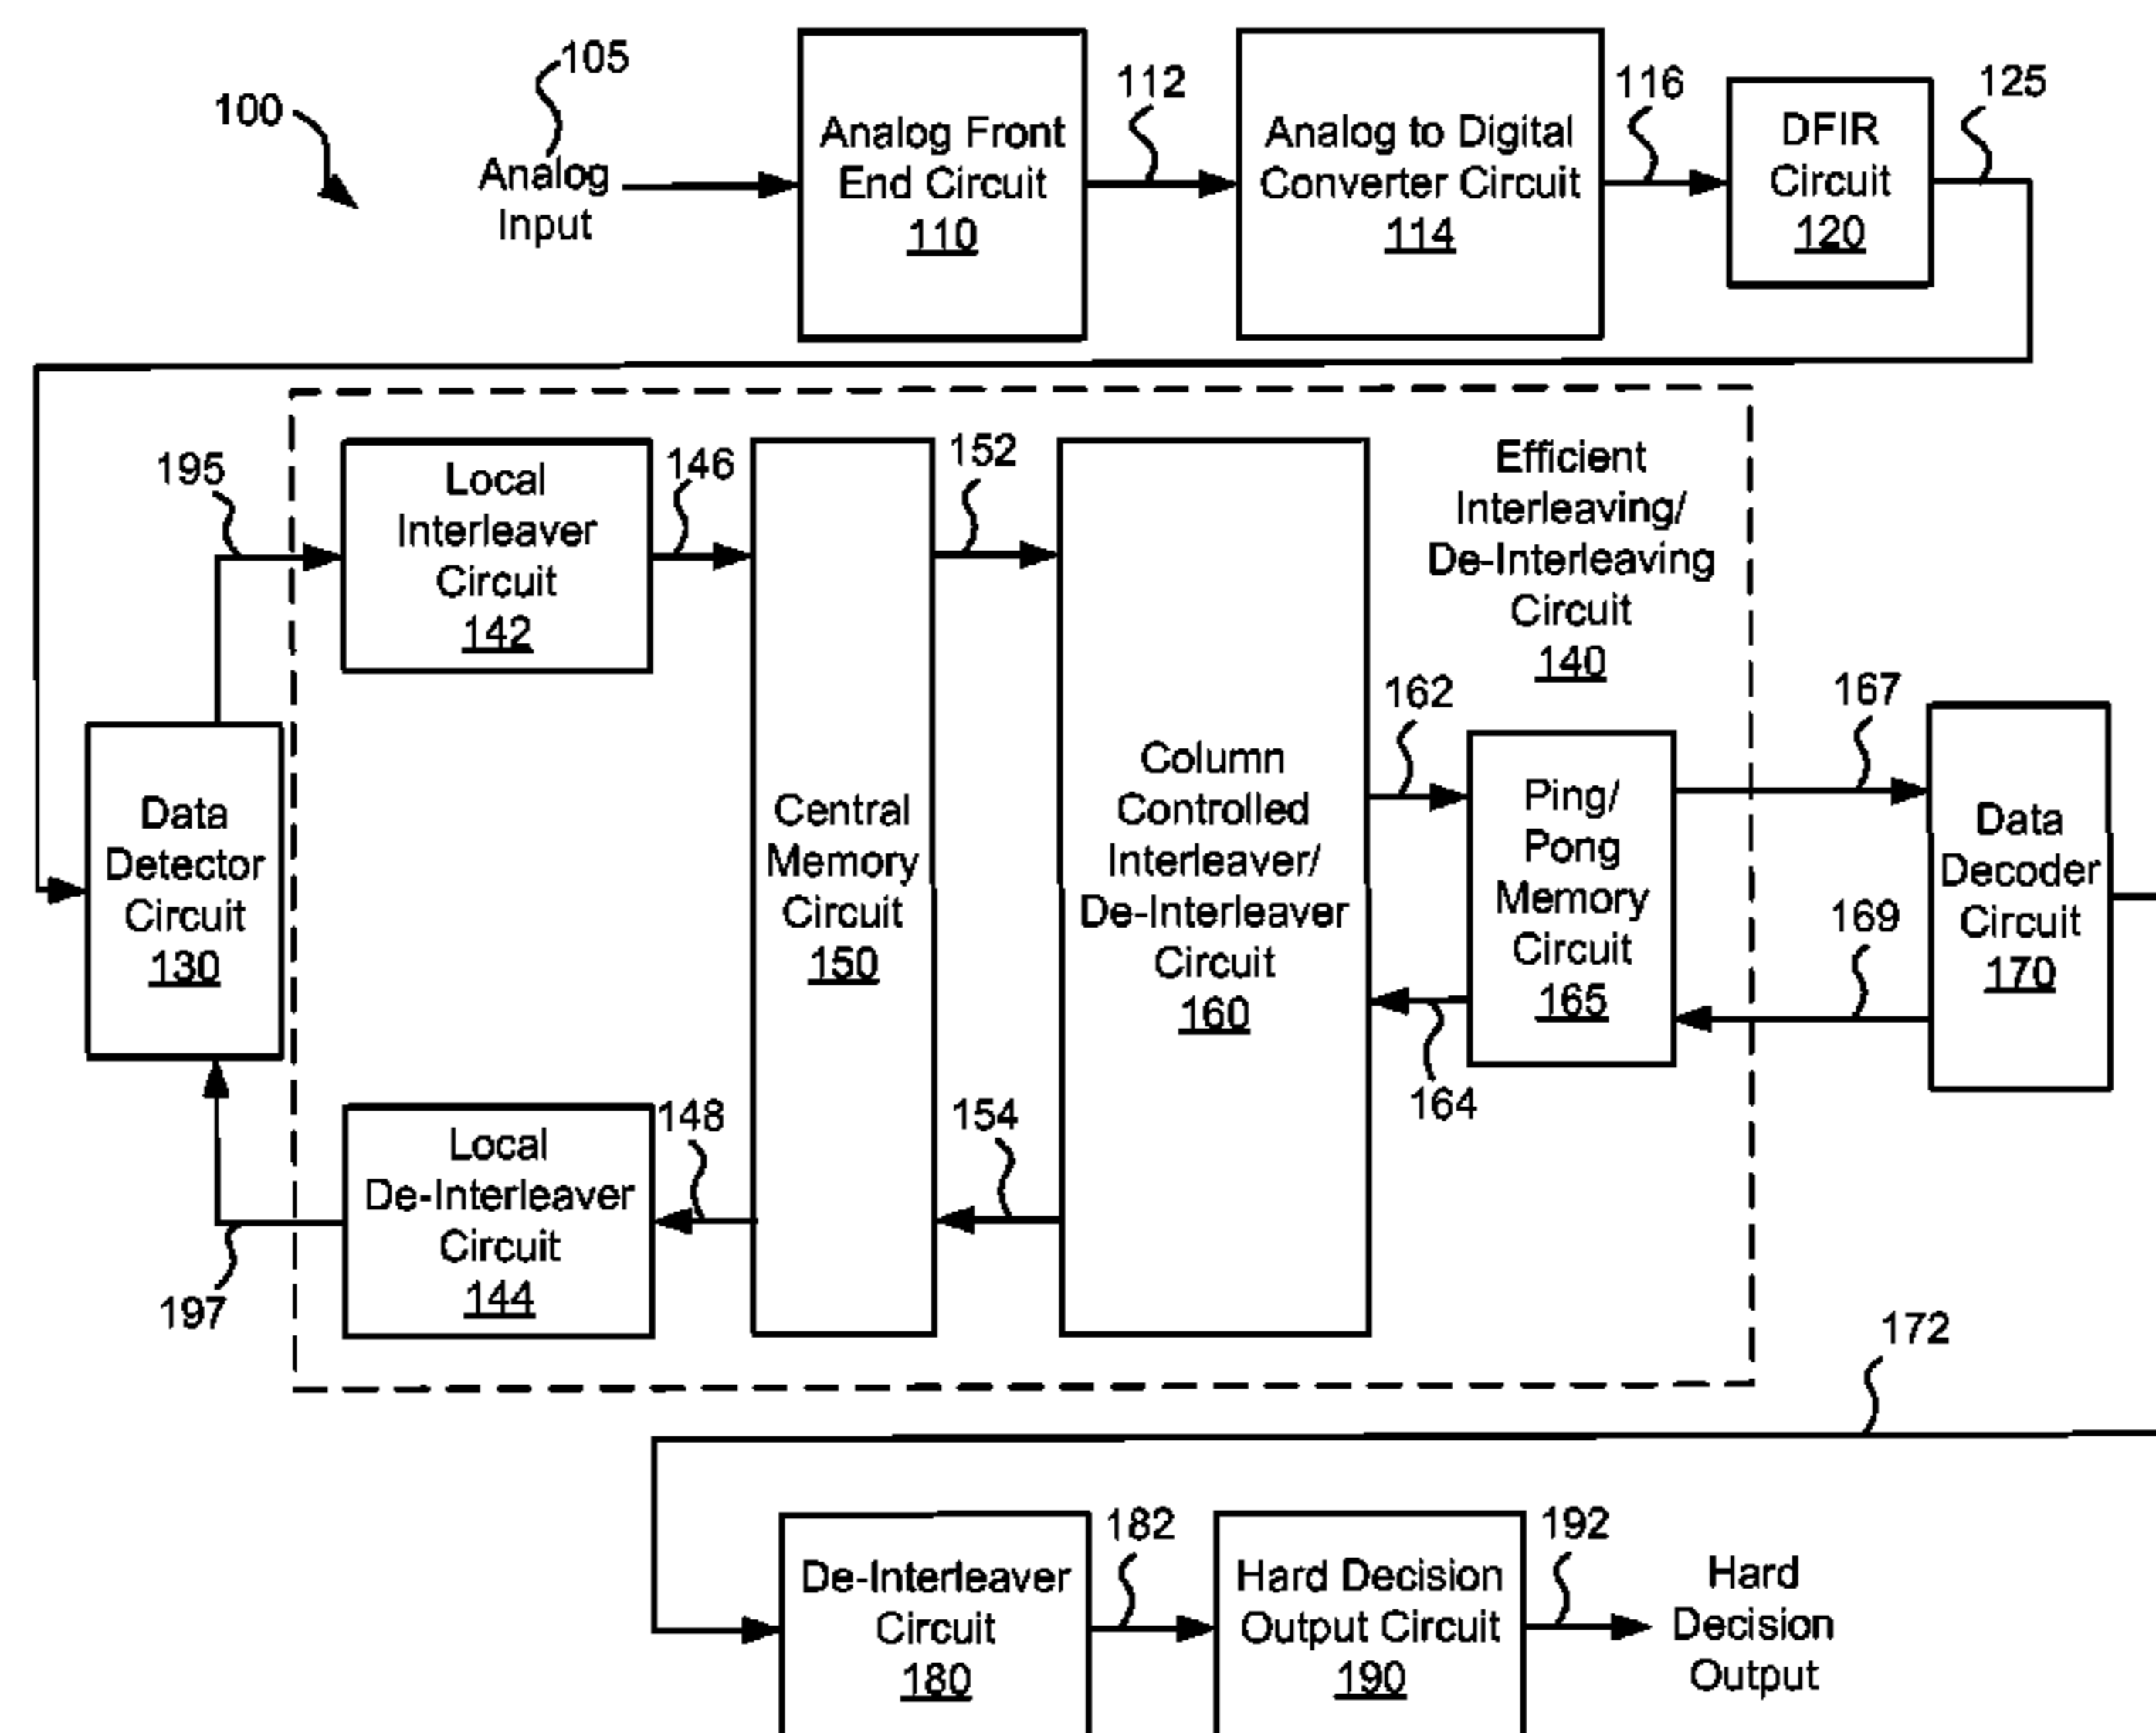 100
105
Analog
Input
Analog Front
End Circuit
110
112
Analog to Digital
Converter Circuit
114
116
DFIR
Circuit
120
125
195
Local
Interleaver
Circuit
142
146
152
Efficient
Interleaving/
De-Interleaving
Circuit
140
Data
Detector
Circuit
130
Central
Memory
Circuit
150
Column
Controlled
Interleaver/
De-Interleaver
Circuit
160
162
164
Ping/
Pong
Memory
Circuit
165
167
169
Data
Decoder
Circuit
170
197
Local
De-Interleaver
Circuit
144
148
154
172
De-Interleaver
Circuit
180
182
Hard Decision
Output Circuit
190
192
Hard
Decision
Output